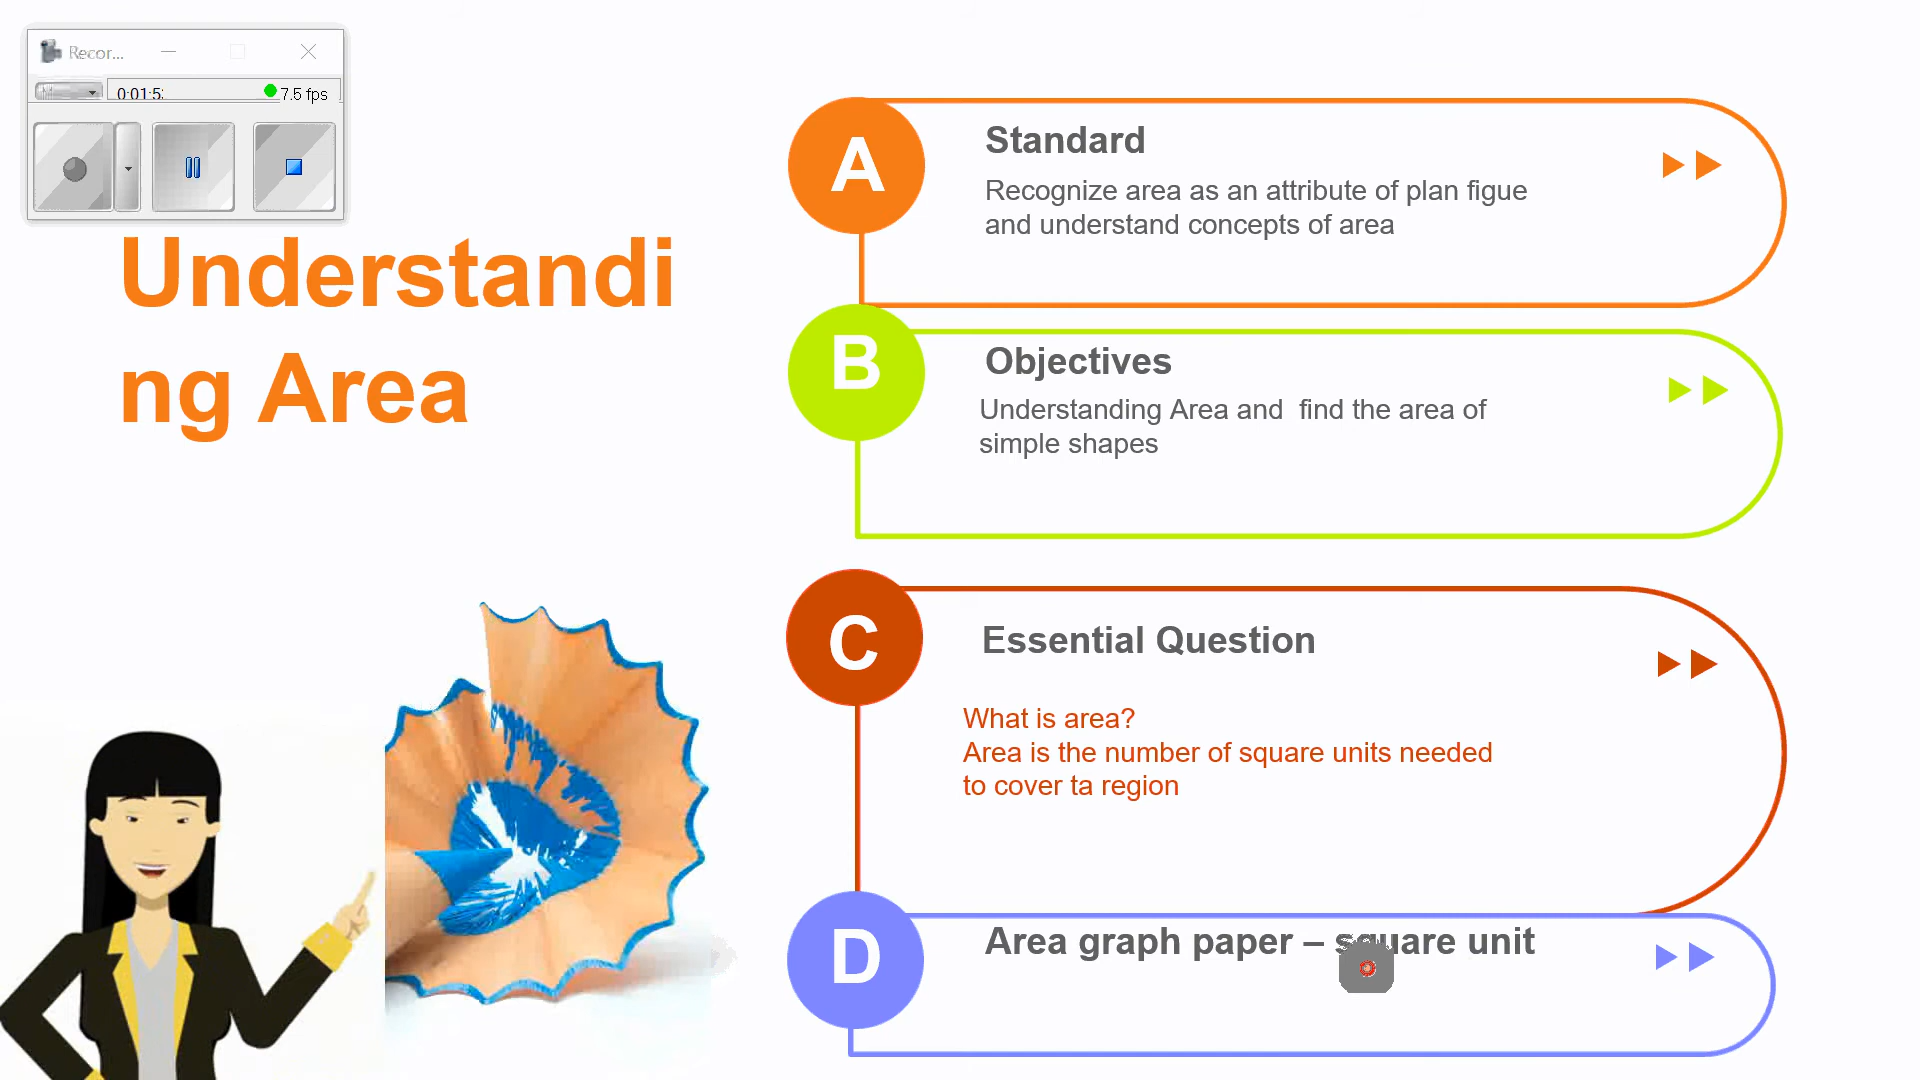 Recor...
0:01:5
7.5 fps
Understandi
ng Area
A
Standard
Recognize area as an attribute of plan figue
and understand concepts of area
B
Objectives
Understanding Area and  find the area of
simple shapes
C
Essential Question
What is area?
Area is the number of square units needed
to cover ta region
D
Area graph paper – square unit